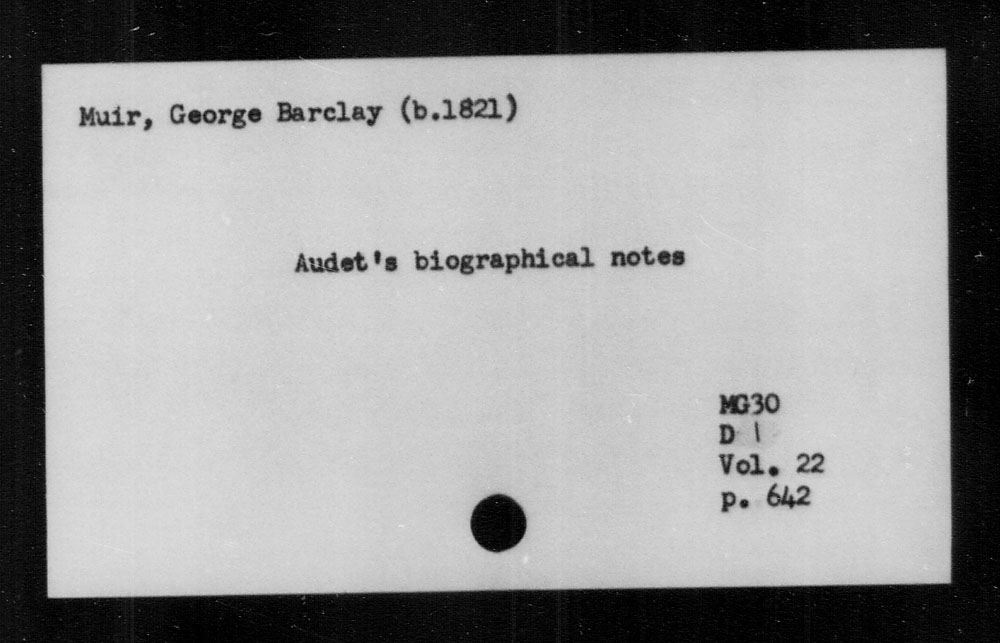 Muir, George Barclay (b.1821)
Audet's biographical notes
MG30
D 1
Vol. 22
p. 642